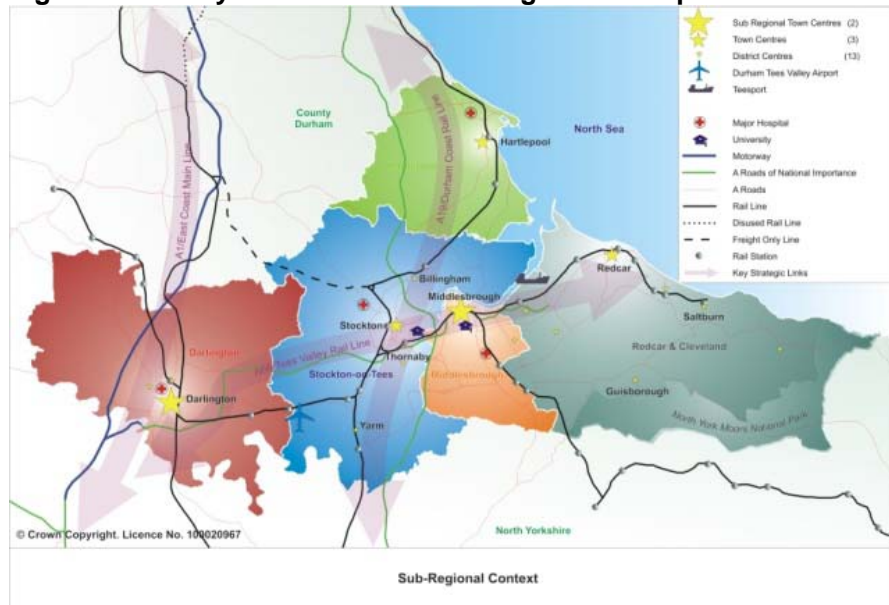 Sub Regional Town Centres (2)
Town Centres (3)
District Centres (13)
Durham Tees Valley Airport
Teesport
Major Hospital
University
Motorway
A Roads of National Importance
A Roads
Rail Line
Disused Rail Line
Freight Only Line
Rail Station
Key Strategic Links
County
Durham
North Sea
Hartlepool
A1/East Coast Main Line
A19/Durham Coast Rail Line
Billingham
Middlesbrough
Redcar
Saltburn
Stockton
Thornaby
Tees Valley Rail Line
Stockton-on-Tees
Darlington
Darlington
Middlesbrough
Redcar & Cleveland
Guisborough
North York Moors National Park
Yarm
North Yorkshire
© Crown Copyright. Licence No. 100020967
Sub-Regional Context